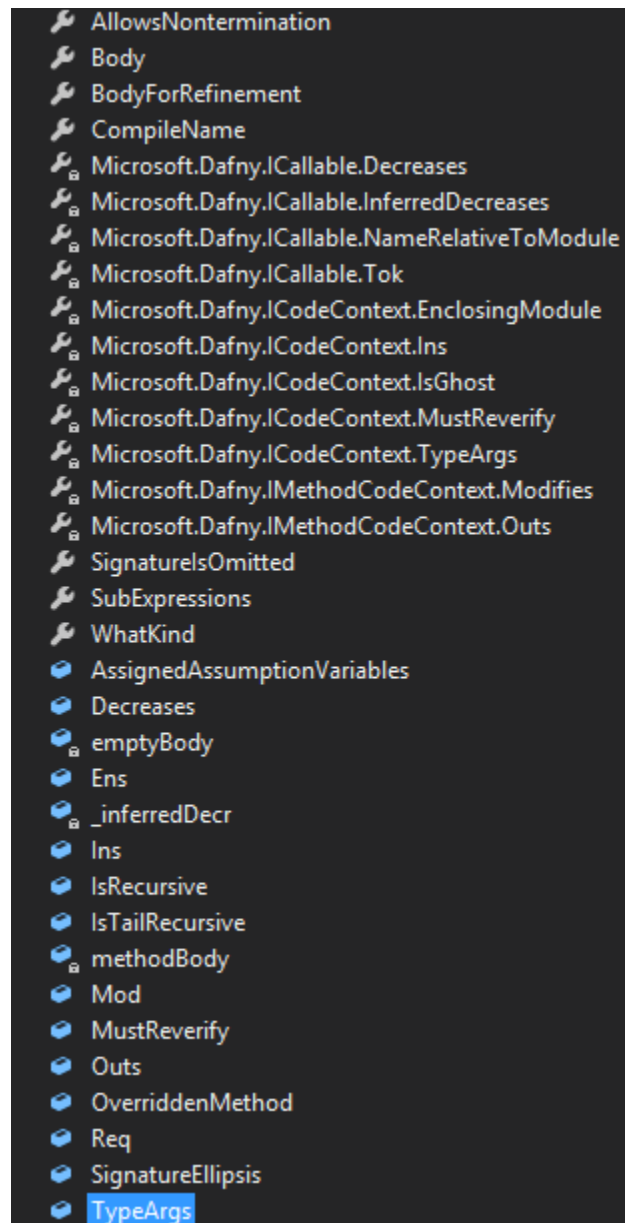 AllowsNontermination
Body
BodyForRefinement
CompileName
Microsoft.Dafny.ICallable.Decreases
Microsoft.Dafny.ICallable.InferredDecreases
Microsoft.Dafny.ICallable.NameRelativeToModule
Microsoft.Dafny.ICallable.Tok
Microsoft.Dafny.ICodeContext.EnclosingModule
Microsoft.Dafny.ICodeContext.Ins
Microsoft.Dafny.ICodeContext.IsGhost
Microsoft.Dafny.ICodeContext.MustReverify
Microsoft.Dafny.ICodeContext.TypeArgs
Microsoft.Dafny.IMethodCodeContext.Modifies
Microsoft.Dafny.IMethodCodeContext.Outs
SignatureIsOmitted
SubExpressions
WhatKind
AssignedAssumptionVariables
Decreases
emptyBody
Ens
_inferredDecr
Ins
IsRecursive
IsTailRecursive
methodBody
Mod
MustReverify
Outs
OverriddenMethod
Req
SignatureEllipsis
TypeArgs